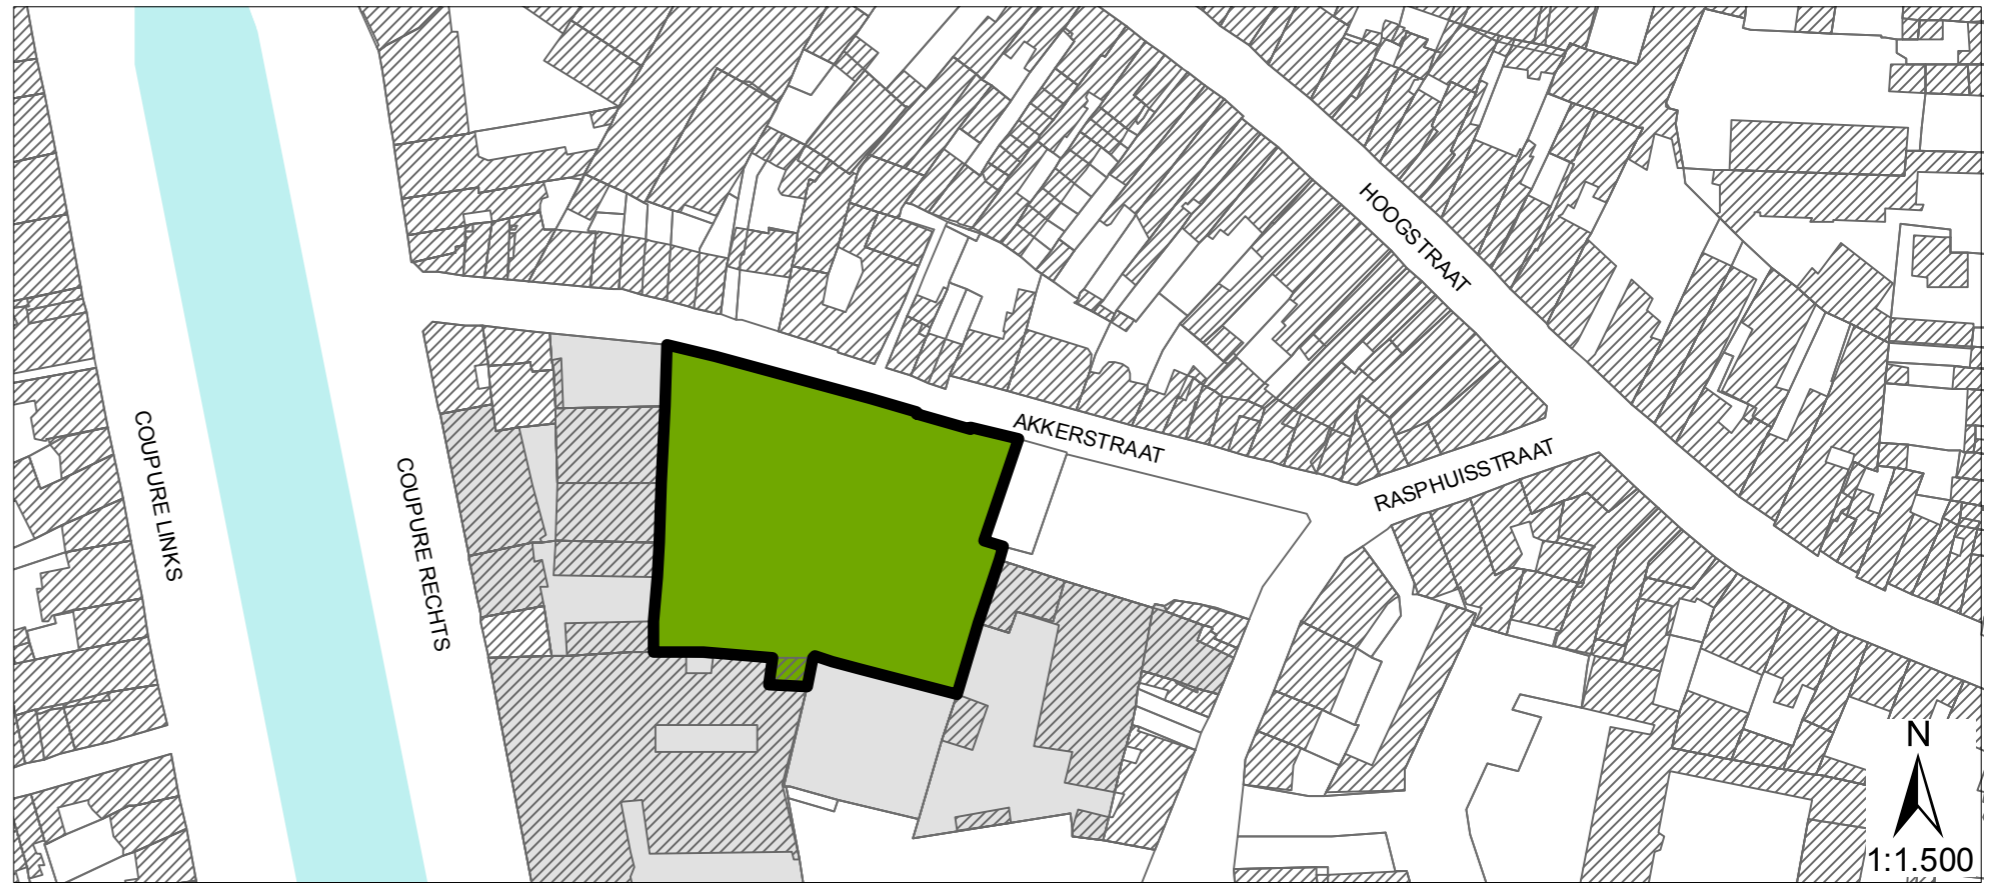 HOOGSTRAAT
AKKERSTRAAT
RASPHUISSTRAAT
COUPURE LINKS
COUPURE RECHTS
N
1:1.500